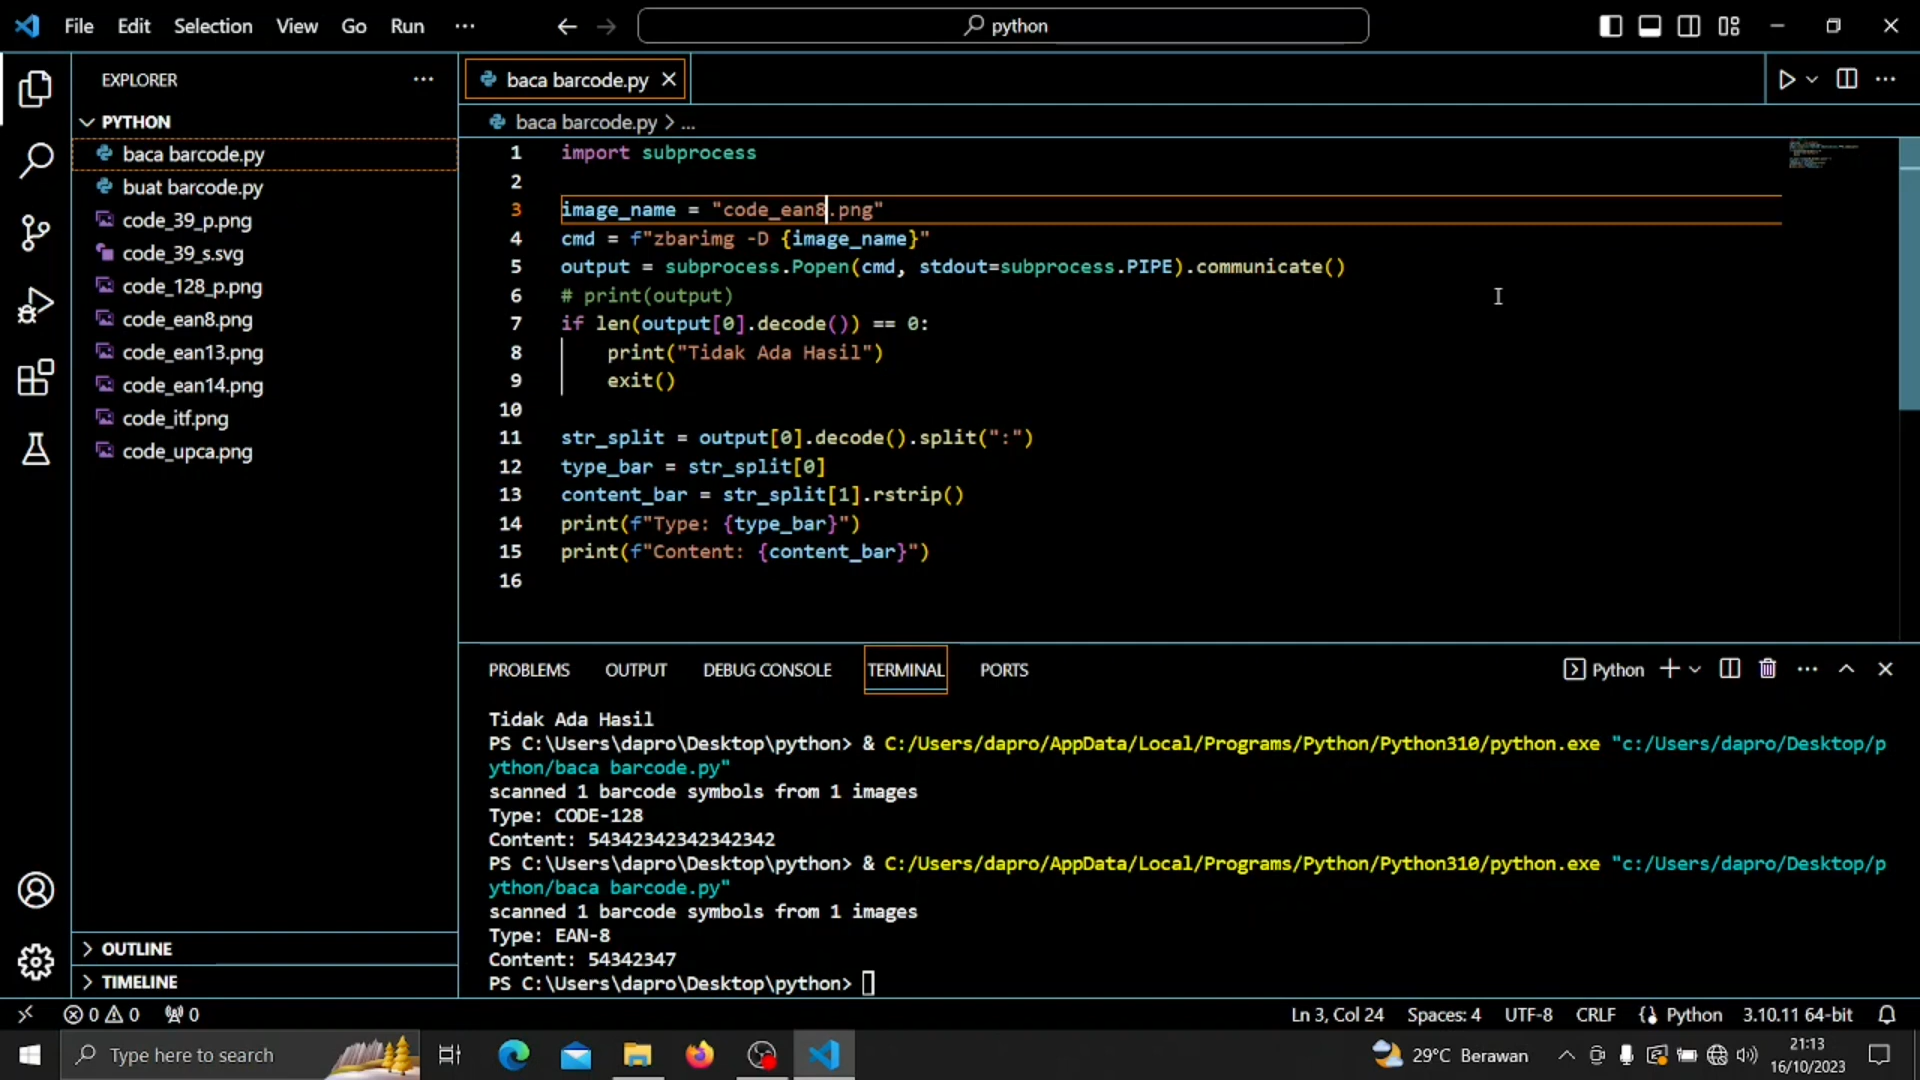 File Edit Selection View Go Run ...
python
EXPLORER ...
PYTHON
baca barcode.py
buat barcode.py
code_39_p.png
code_39_s.svg
code_128_p.png
code_ean8.png
code_ean13.png
code_ean14.png
code_itf.png
code_upca.png
OUTLINE
TIMELINE
baca barcode.py
baca barcode.py > ...
1 import subprocess
2
3 image_name = "code_ean8.png"
4 cmd = f"zbarimg -D {image_name}"
5 output = subprocess.Popen(cmd, stdout=subprocess.PIPE).communicate()
6 # print(output)
7 if len(output[0].decode()) == 0:
8 print("Tidak Ada Hasil")
9 exit()
10
11 str_split = output[0].decode().split(":")
12 type_bar = str_split[0]
13 content_bar = str_split[1].rstrip()
14 print(f"Type: {type_bar}")
15 print(f"Content: {content_bar}")
16
PROBLEMS OUTPUT DEBUG CONSOLE TERMINAL PORTS Python
Tidak Ada Hasil
PS C:\Users\dapro\Desktop\python> & C:/Users/dapro/AppData/Local/Programs/Python/Python310/python.exe "c:/Users/dapro/Desktop/p
ython/baca barcode.py"
scanned 1 barcode symbols from 1 images
Type: CODE-128
Content: 54342342342342342
PS C:\Users\dapro\Desktop\python> & C:/Users/dapro/AppData/Local/Programs/Python/Python310/python.exe "c:/Users/dapro/Desktop/p
ython/baca barcode.py"
scanned 1 barcode symbols from 1 images
Type: EAN-8
Content: 54342347
PS C:\Users\dapro\Desktop\python>
0 0 0 Ln 3, Col 24 Spaces: 4 UTF-8 CRLF Python 3.10.11 64-bit
Type here to search 29°C Berawan 21:13
16/10/2023